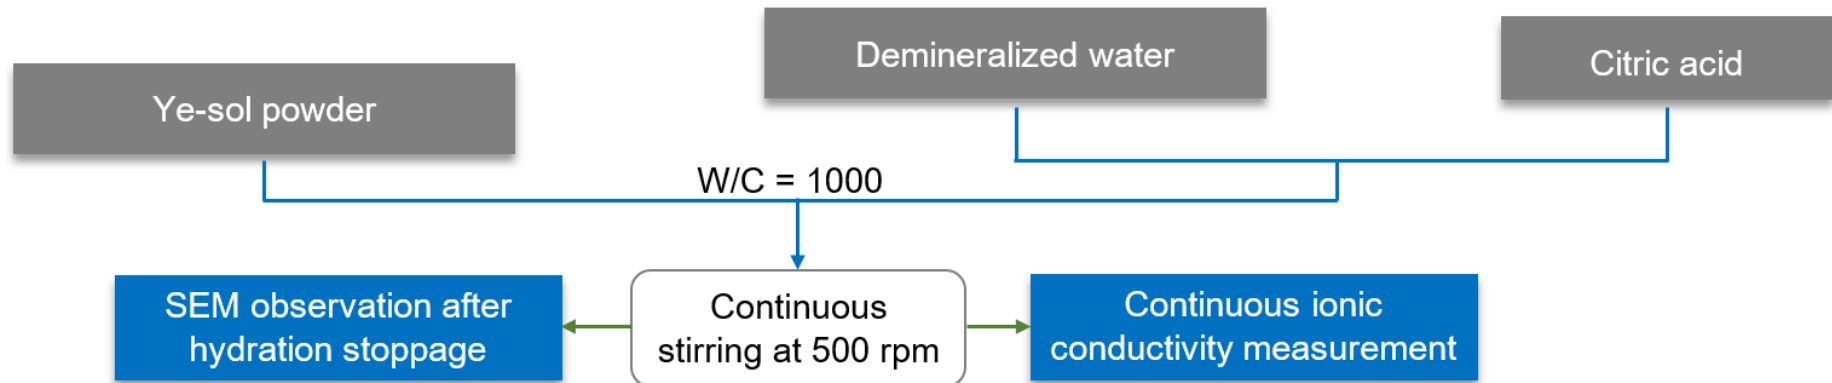 Ye-sol powder
Demineralized water
Citric acid
W/C = 1000
SEM observation after
hydration stoppage
Continuous
stirring at 500 rpm
Continuous ionic
conductivity measurement